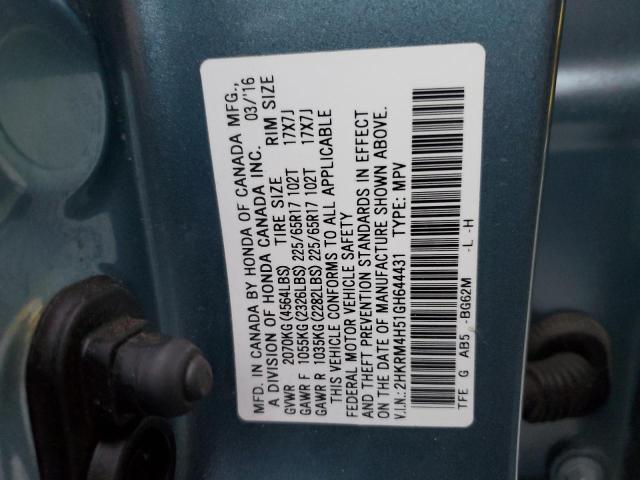 MFD. IN CANADA BY HONDA OF CANADA MFG.,
A DIVISION OF HONDA CANADA INC. 03/'16
GVWR 2070KG (4564LBS) TIRE SIZE RIM SIZE
GAWR F 1055KG (2326LBS) 225/65R17 102T 17X7J
GAWR R 1035KG (2282LBS) 225/65R17 102T 17X7J
THIS VEHICLE CONFORMS TO ALL APPLICABLE
FEDERAL MOTOR VEHICLE SAFETY
AND THEFT PREVENTION STANDARDS IN EFFECT
ON THE DATE OF MANUFACTURE SHOWN ABOVE.
V.I.N.: 2HKRM4H51GH644431 TYPE: MPV
TFE G AB5 -BG62M -L -H